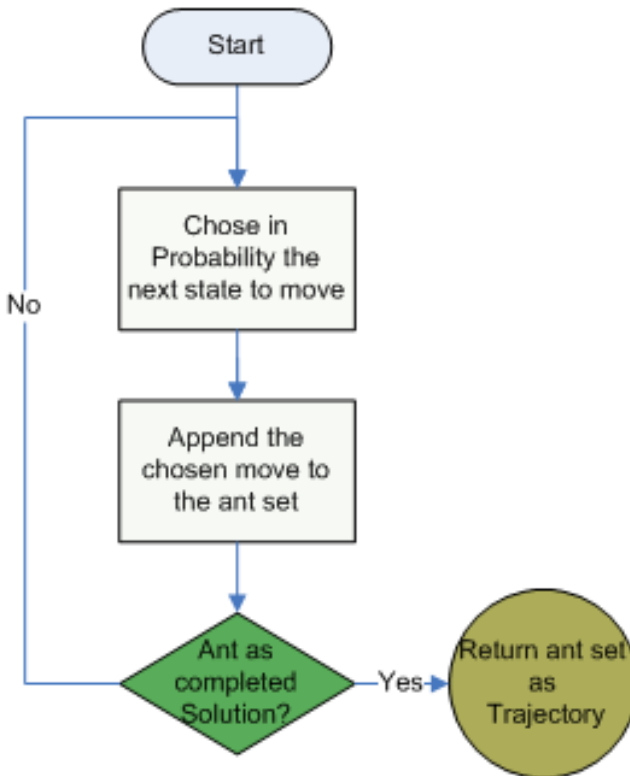 Start
Chose in
Probability the
next state to move
No
Append the
chosen move to
the ant set
Ant as
completed
Solution?
Yes
Return ant set
as
Trajectory